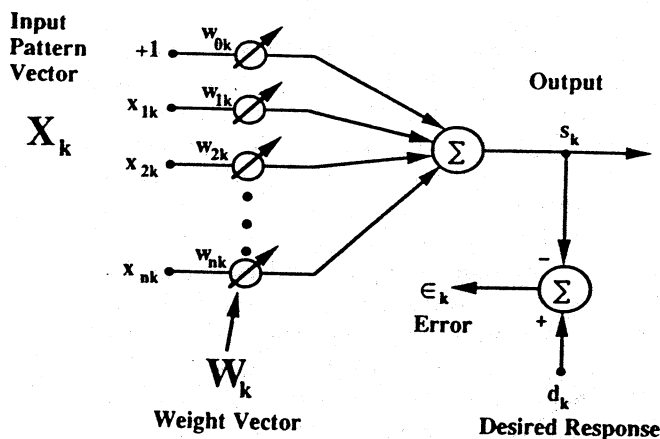 Input
Pattern
Vector
X_k
+1
w_0k
x_1k
w_1k
x_2k
w_2k
x_nk
w_nk
Σ
Output
s_k
−
Σ
+
∈_k
Error
d_k
Desired Response
W_k
Weight Vector